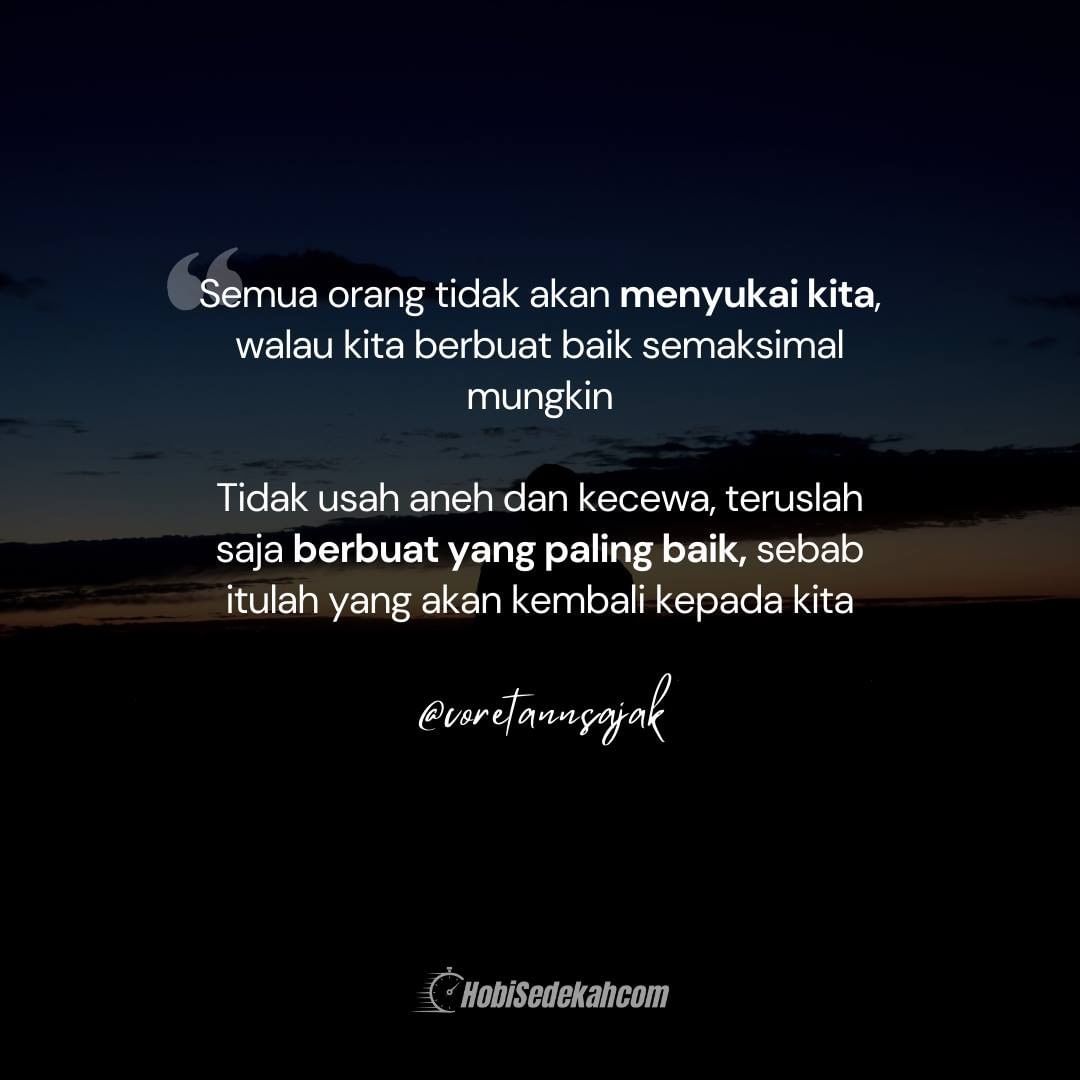 Semua orang tidak akan menyukai kita,
walau kita berbuat baik semaksimal
mungkin
Tidak usah aneh dan kecewa, teruslah
saja berbuat yang paling baik, sebab
itulah yang akan kembali kepada kita
@coretannsajak
HobiSedekahcom